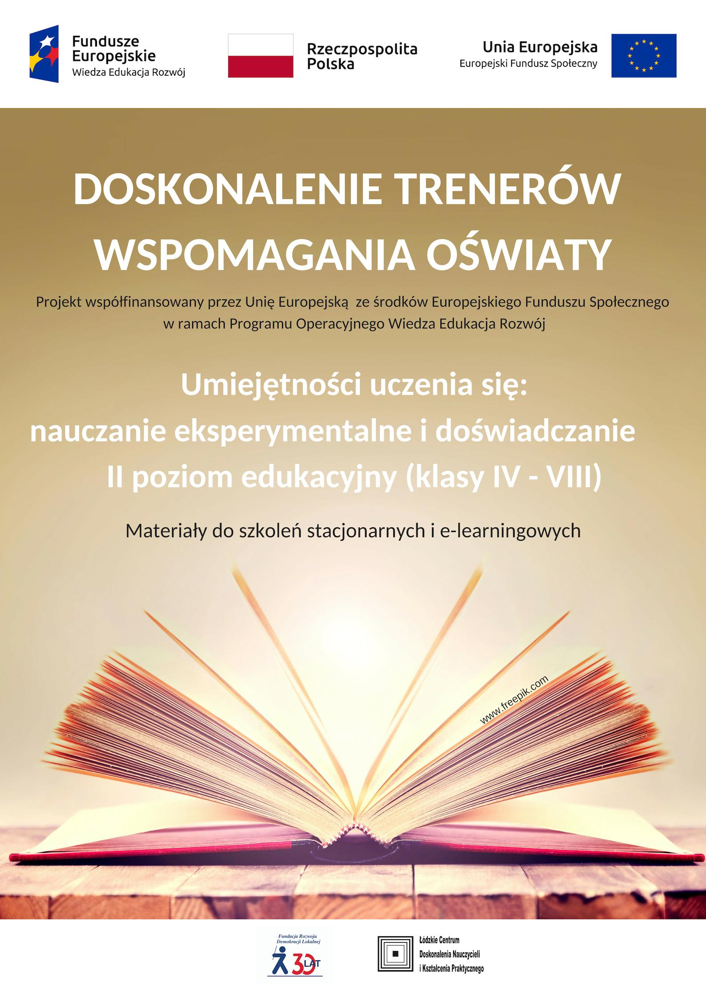 Fundusze
Europejskie
Wiedza Edukacja Rozwój
Rzeczpospolita
Polska
Unia Europejska
Europejski Fundusz Społeczny
DOSKONALENIE TRENERÓW
WSPOMAGANIA OŚWIATY
Projekt współfinansowany przez Unię Europejską ze środków Europejskiego Funduszu Społecznego
w ramach Programu Operacyjnego Wiedza Edukacja Rozwój
Umiejętności uczenia się:
nauczanie eksperymentalne i doświadczanie
II poziom edukacyjny (klasy IV - VIII)
Materiały do szkoleń stacjonarnych i e-learningowych
www.freepik.com
Fundacja Rozwoju
Demokracji Lokalnej
30 LAT
Łódzkie Centrum
Doskonalenia Nauczycieli
i Kształcenia Praktycznego